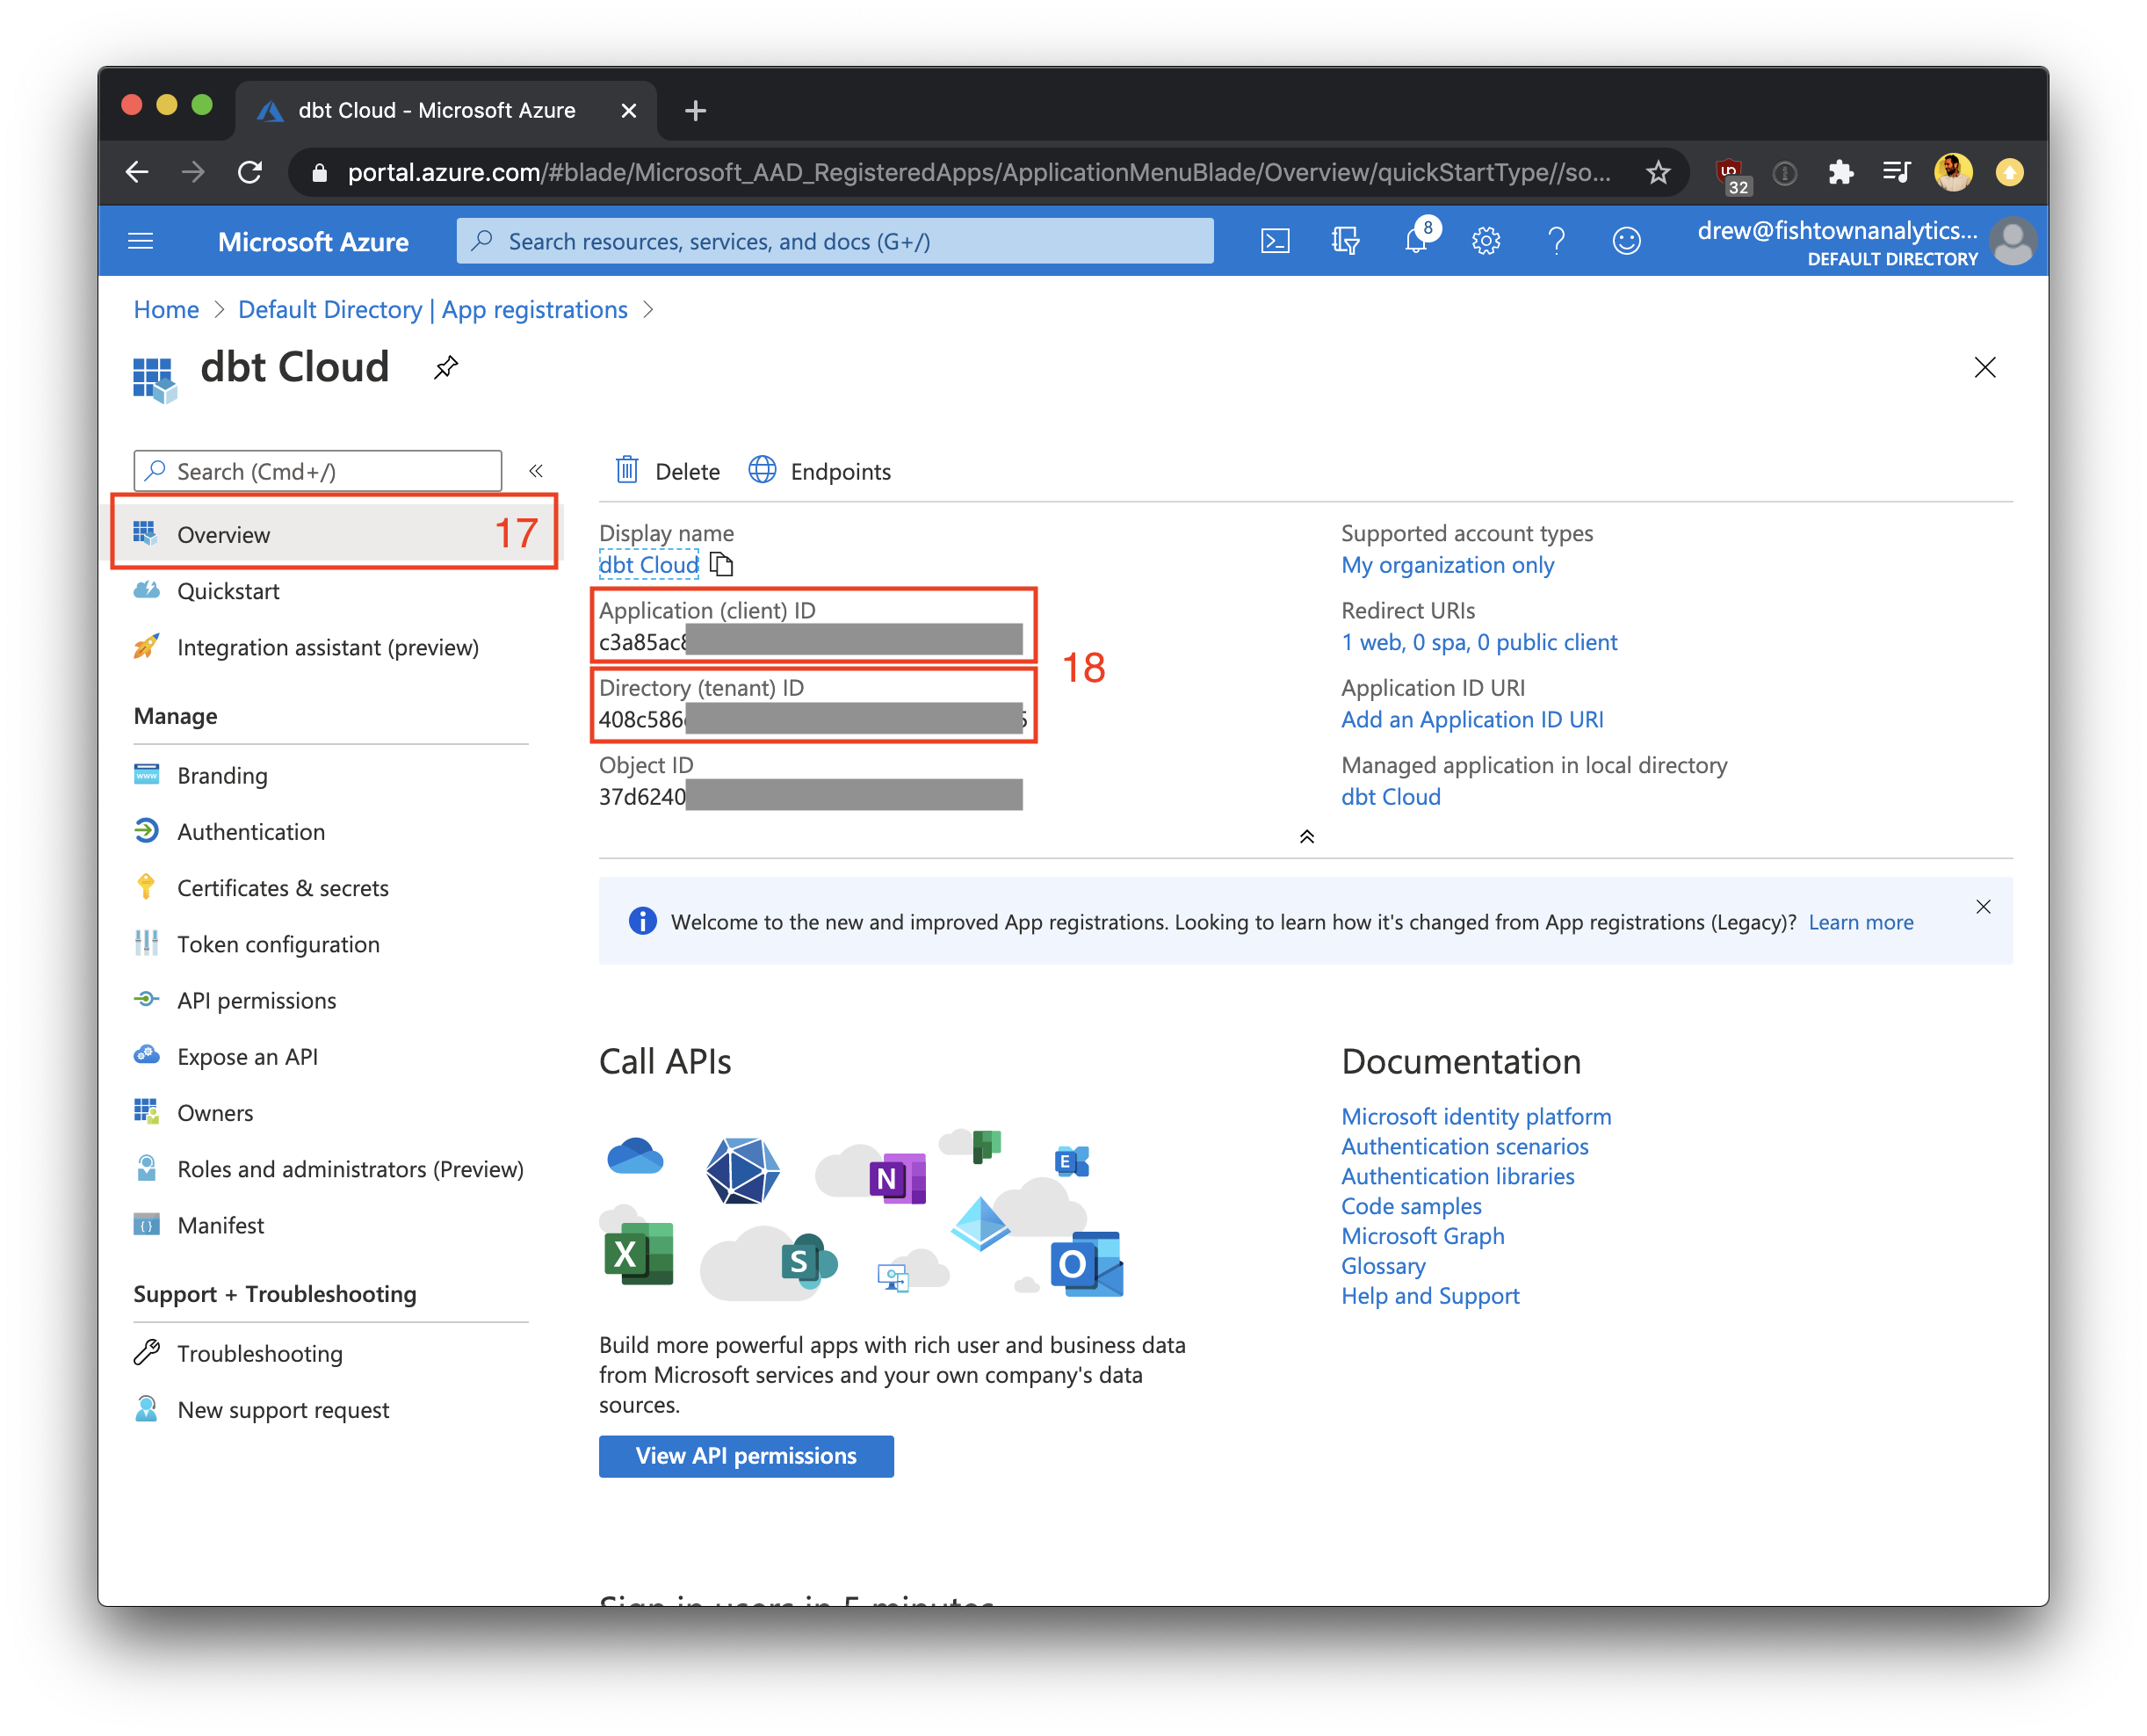 dbt Cloud - Microsoft Azure
portal.azure.com/#blade/Microsoft_AAD_RegisteredApps/ApplicationMenuBlade/Overview/quickStartType//so...
32
Microsoft Azure
Search resources, services, and docs (G+/)
8
drew@fishtownanalytics...
DEFAULT DIRECTORY
Home > Default Directory | App registrations >
dbt Cloud
Search (Cmd+/)
«
Overview
17
Quickstart
Integration assistant (preview)
Manage
Branding
Authentication
Certificates & secrets
Token configuration
API permissions
Expose an API
Owners
Roles and administrators (Preview)
Manifest
Support + Troubleshooting
Troubleshooting
New support request
Delete
Endpoints
Display name
dbt Cloud
Application (client) ID
c3a85ac8
Directory (tenant) ID
408c586
18
Object ID
37d6240
Supported account types
My organization only
Redirect URIs
1 web, 0 spa, 0 public client
Application ID URI
Add an Application ID URI
Managed application in local directory
dbt Cloud
Welcome to the new and improved App registrations. Looking to learn how it's changed from App registrations (Legacy)? Learn more
Call APIs
N
E
X
S
O
Build more powerful apps with rich user and business data
from Microsoft services and your own company's data
sources.
View API permissions
Documentation
Microsoft identity platform
Authentication scenarios
Authentication libraries
Code samples
Microsoft Graph
Glossary
Help and Support
Sign in users in 5 minutes